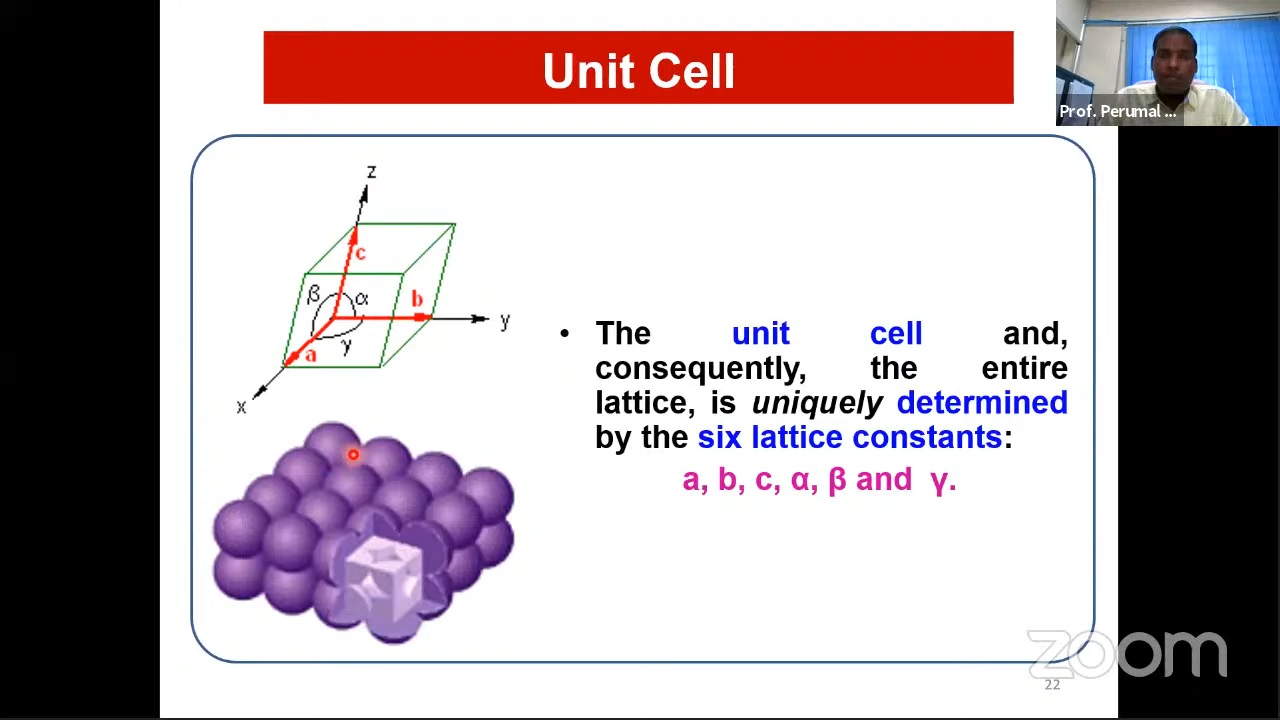 Unit Cell
Prof. Perumal ...
z
c
β
α
b
y
γ
a
x
• The unit cell and,
consequently, the entire
lattice, is uniquely determined
by the six lattice constants:
a, b, c, α, β and γ.
zoom
22